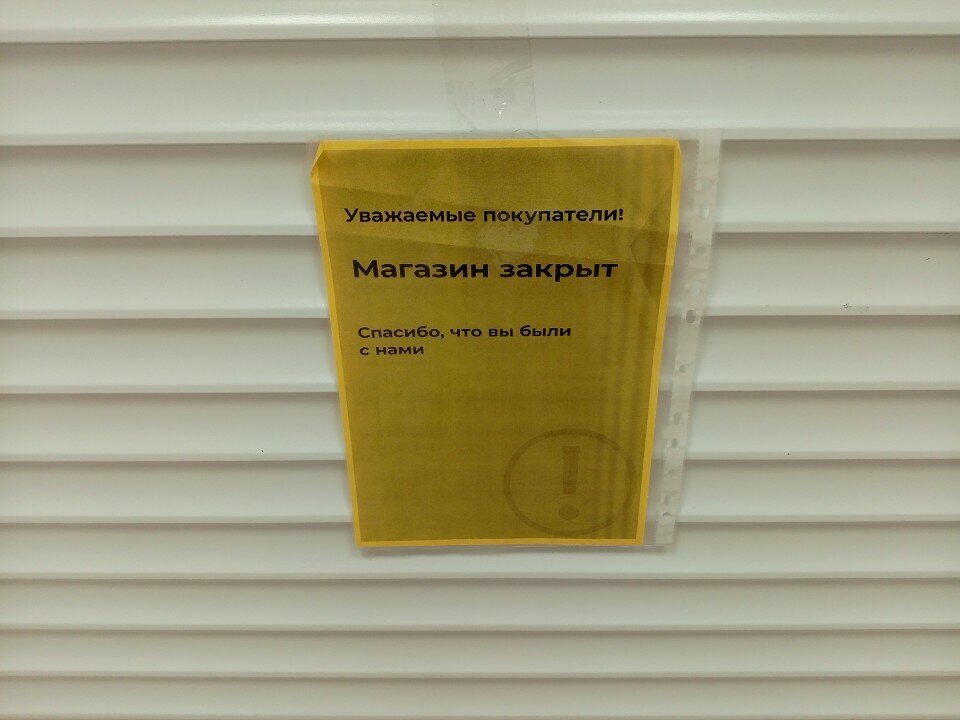 Уважаемые покупатели!
Магазин закрыт
Спасибо, что вы были
с нами